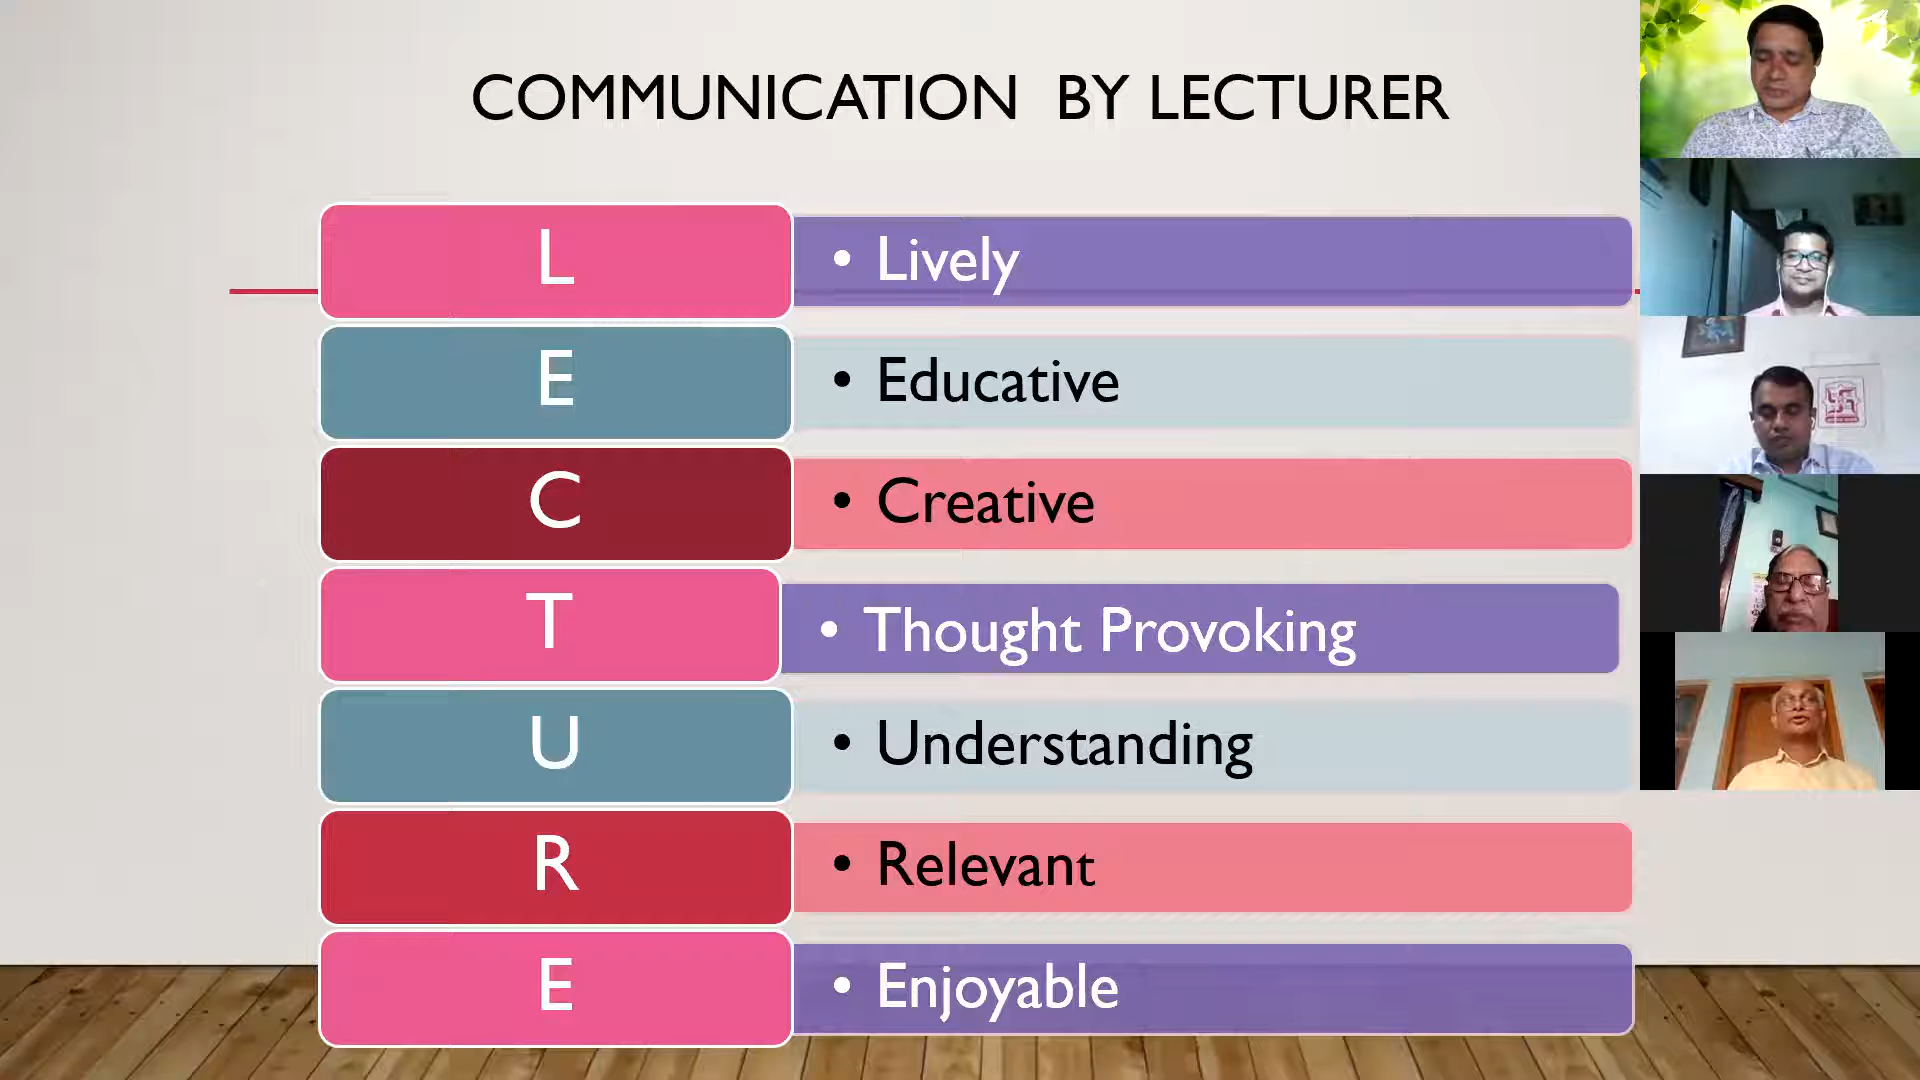 COMMUNICATION BY LECTURER
L
• Lively
E
• Educative
C
• Creative
T
• Thought Provoking
U
• Understanding
R
• Relevant
E
• Enjoyable